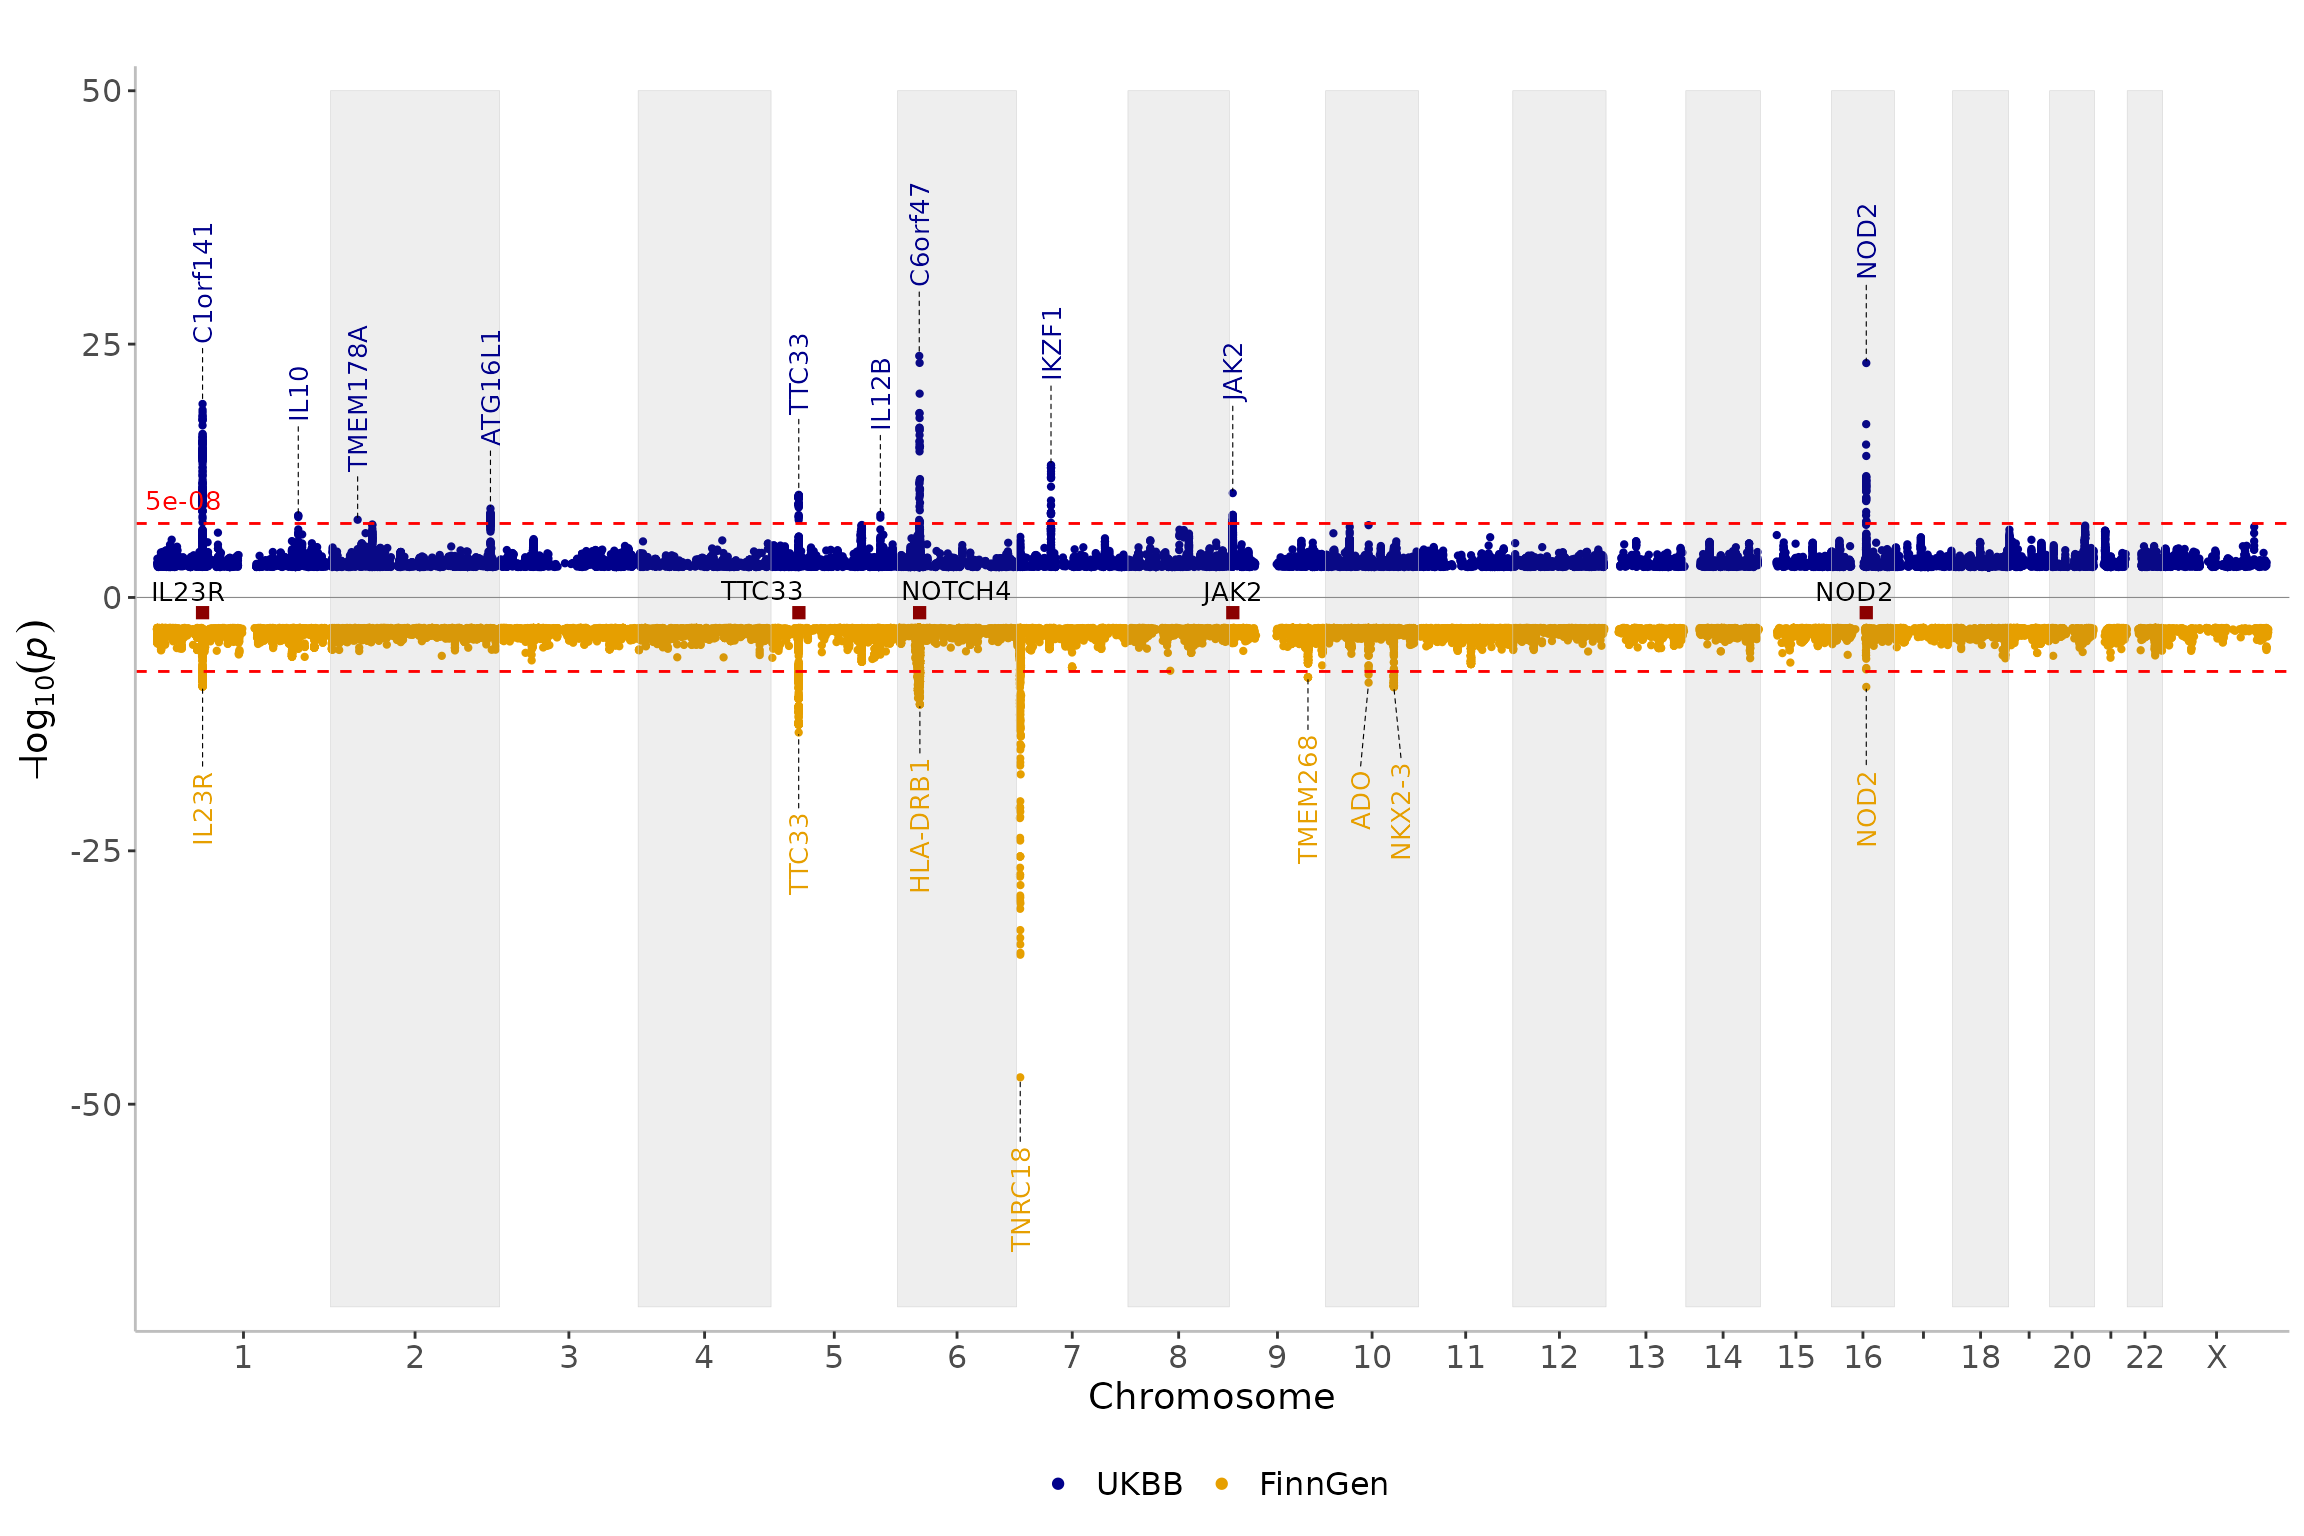 50
25
0
-25
-50
−log10(p)
C1orf141
IL10
TMEM178A
ATG16L1
TTC33
IL12B
C6orf47
IKZF1
JAK2
NOD2
5e-08
IL23R
TTC33
NOTCH4
JAK2
NOD2
IL23R
TTC33
HLA-DRB1
TNRC18
TMEM268
ADO
NKX2-3
NOD2
1 2 3 4 5 6 7 8 9 10 11 12 13 14 15 16 18 20 22 X
Chromosome
UKBB FinnGen